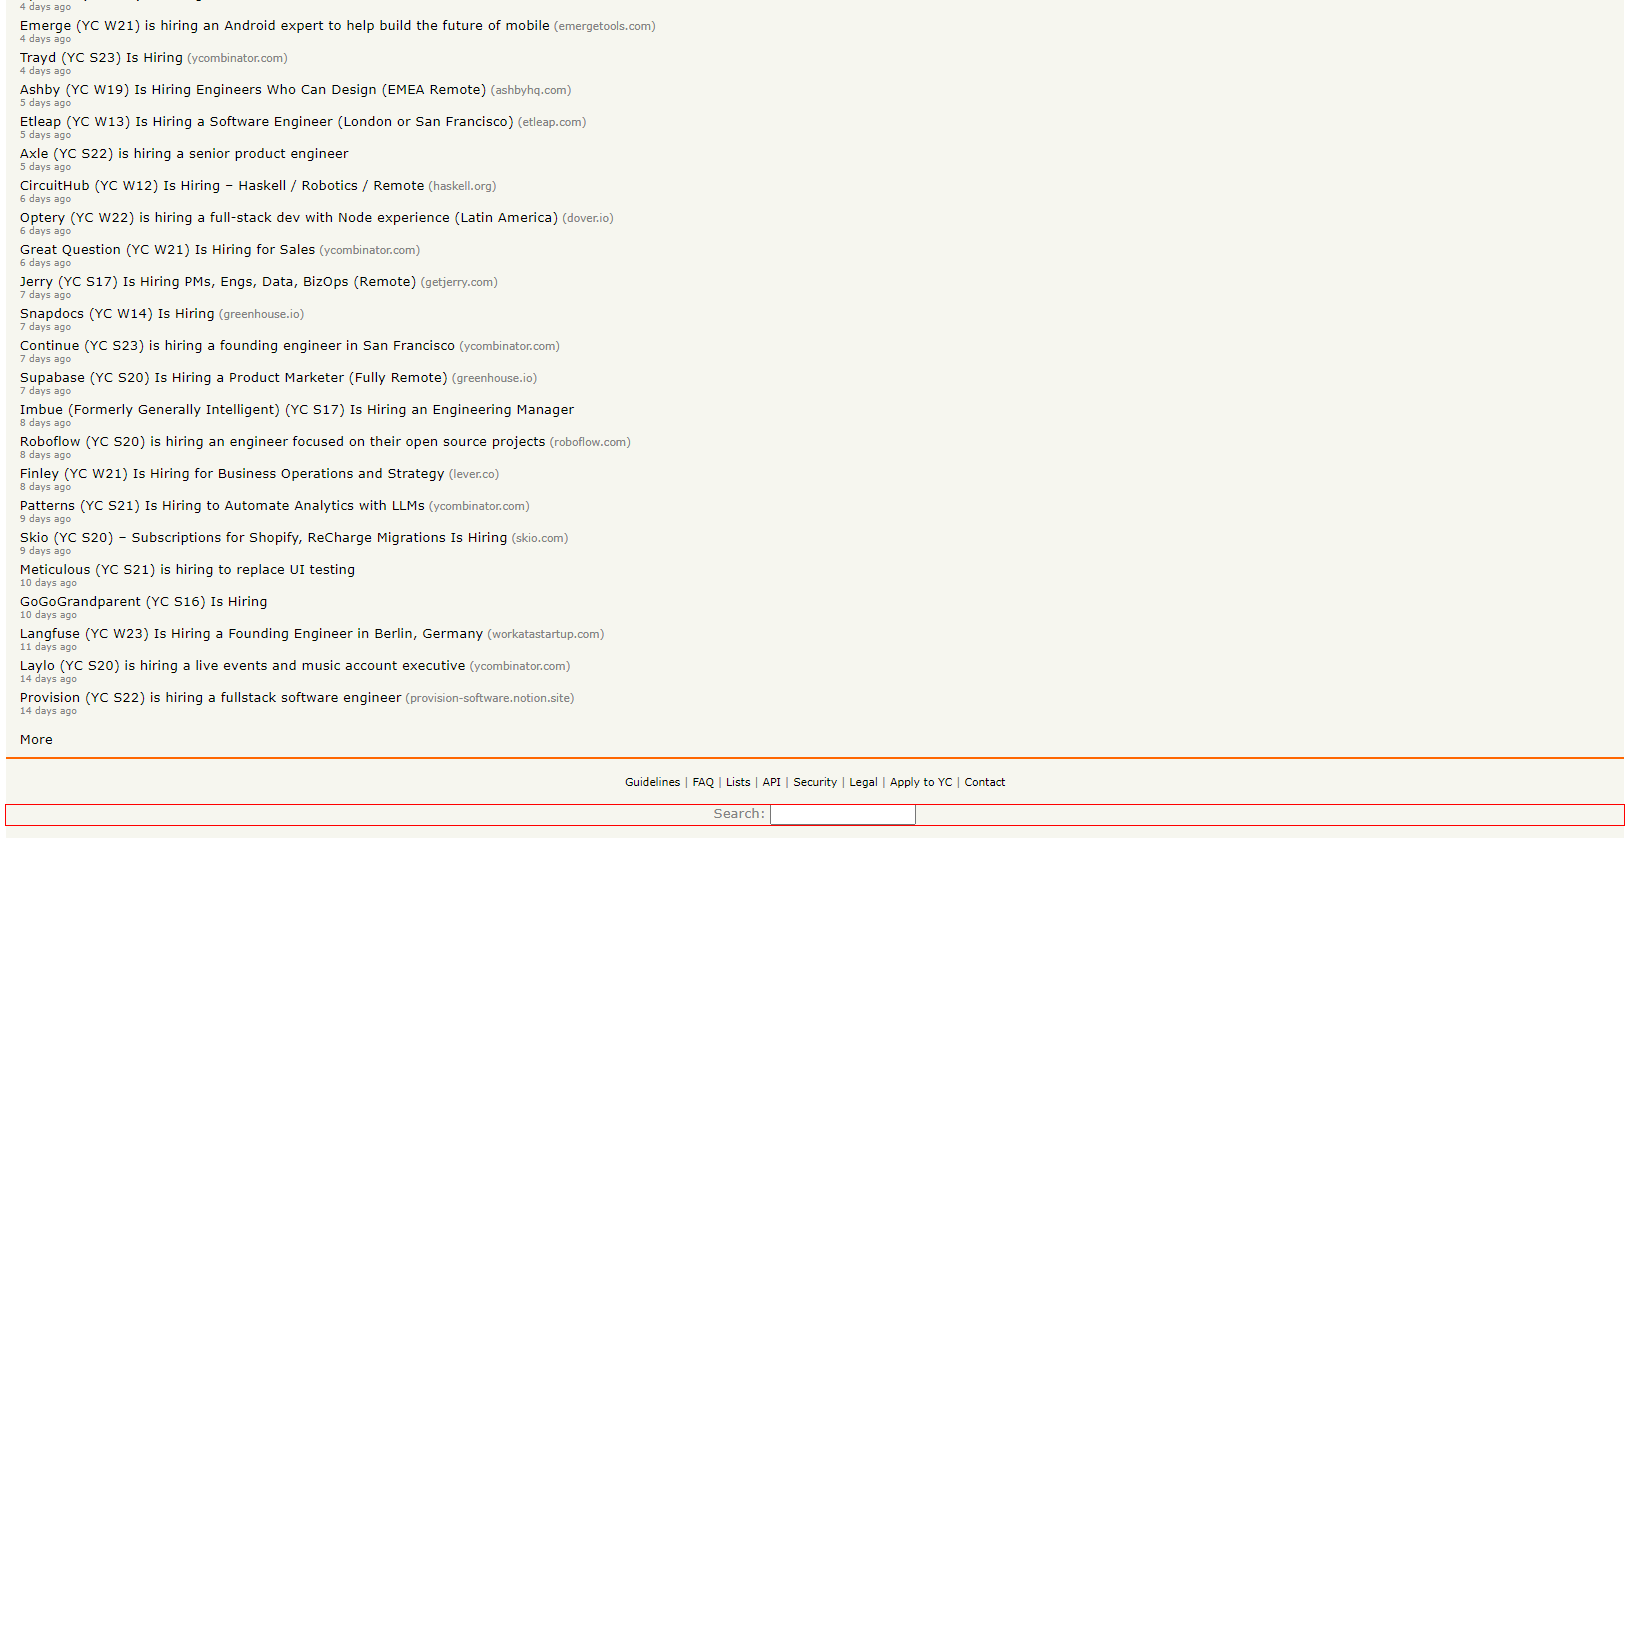 4 days ago
Emerge (YC W21) is hiring an Android expert to help build the future of mobile (emergetools.com)
4 days ago
Trayd (YC S23) Is Hiring (ycombinator.com)
4 days ago
Ashby (YC W19) Is Hiring Engineers Who Can Design (EMEA Remote) (ashbyhq.com)
5 days ago
Etleap (YC W13) Is Hiring a Software Engineer (London or San Francisco) (etleap.com)
5 days ago
Axle (YC S22) is hiring a senior product engineer
5 days ago
CircuitHub (YC W12) Is Hiring – Haskell / Robotics / Remote (haskell.org)
6 days ago
Optery (YC W22) is hiring a full-stack dev with Node experience (Latin America) (dover.io)
6 days ago
Great Question (YC W21) Is Hiring for Sales (ycombinator.com)
6 days ago
Jerry (YC S17) Is Hiring PMs, Engs, Data, BizOps (Remote) (getjerry.com)
7 days ago
Snapdocs (YC W14) Is Hiring (greenhouse.io)
7 days ago
Continue (YC S23) is hiring a founding engineer in San Francisco (ycombinator.com)
7 days ago
Supabase (YC S20) Is Hiring a Product Marketer (Fully Remote) (greenhouse.io)
7 days ago
Imbue (Formerly Generally Intelligent) (YC S17) Is Hiring an Engineering Manager
8 days ago
Roboflow (YC S20) is hiring an engineer focused on their open source projects (roboflow.com)
8 days ago
Finley (YC W21) Is Hiring for Business Operations and Strategy (lever.co)
8 days ago
Patterns (YC S21) Is Hiring to Automate Analytics with LLMs (ycombinator.com)
9 days ago
Skio (YC S20) – Subscriptions for Shopify, ReCharge Migrations Is Hiring (skio.com)
9 days ago
Meticulous (YC S21) is hiring to replace UI testing
10 days ago
GoGoGrandparent (YC S16) Is Hiring
10 days ago
Langfuse (YC W23) Is Hiring a Founding Engineer in Berlin, Germany (workatastartup.com)
11 days ago
Laylo (YC S20) is hiring a live events and music account executive (ycombinator.com)
14 days ago
Provision (YC S22) is hiring a fullstack software engineer (provision-software.notion.site)
14 days ago
More
Guidelines | FAQ | Lists | API | Security | Legal | Apply to YC | Contact
Search: